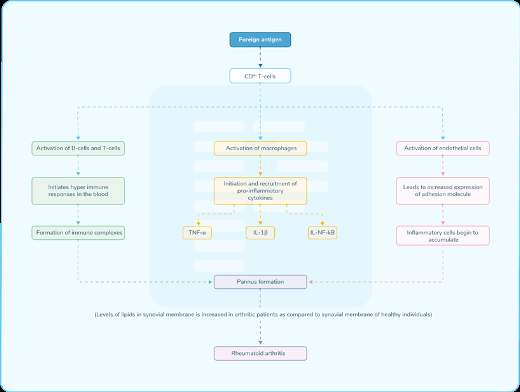 Foreign antigen
CD⁴⁺ T-cells
Activation of B-cells and T-cells
Activation of macrophages
Activation of endothelial cells
Initiates hyper immune
responses in the blood
Initiation and recruitment of
pro-inflammatory
cytokines
Leads to increased expression
of adhesion molecule
Formation of immune complexes
TNF-α
IL-1β
IL-NF-kB
Inflammatory cells begin to
accumulate
Pannus formation
(Levels of lipids in synovial membrane is increased in arthritic patients as compared to synovial membrane of healthy individuals)
Rheumatoid arthritis